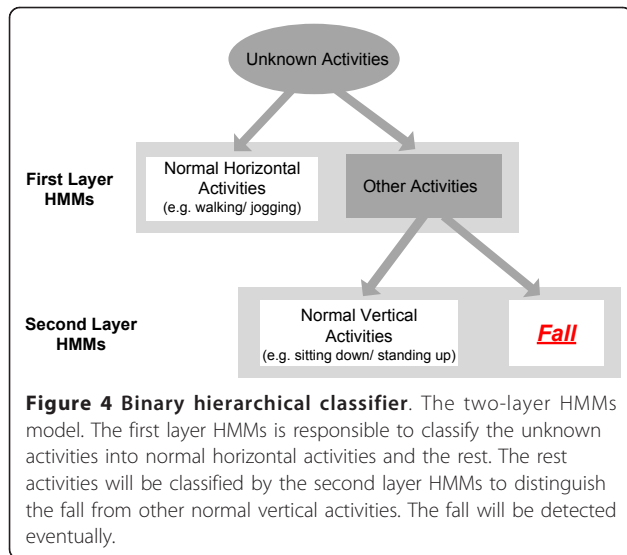 Unknown Activities
First Layer
HMMs
Normal Horizontal
Activities
(e.g. walking/ jogging)
Other Activities
Second Layer
HMMs
Normal Vertical
Activities
(e.g. sitting down/ standing up)
Fall
Figure 4 Binary hierarchical classifier. The two-layer HMMs
model. The first layer HMMs is responsible to classify the unknown
activities into normal horizontal activities and the rest. The rest
activities will be classified by the second layer HMMs to distinguish
the fall from other normal vertical activities. The fall will be detected
eventually.